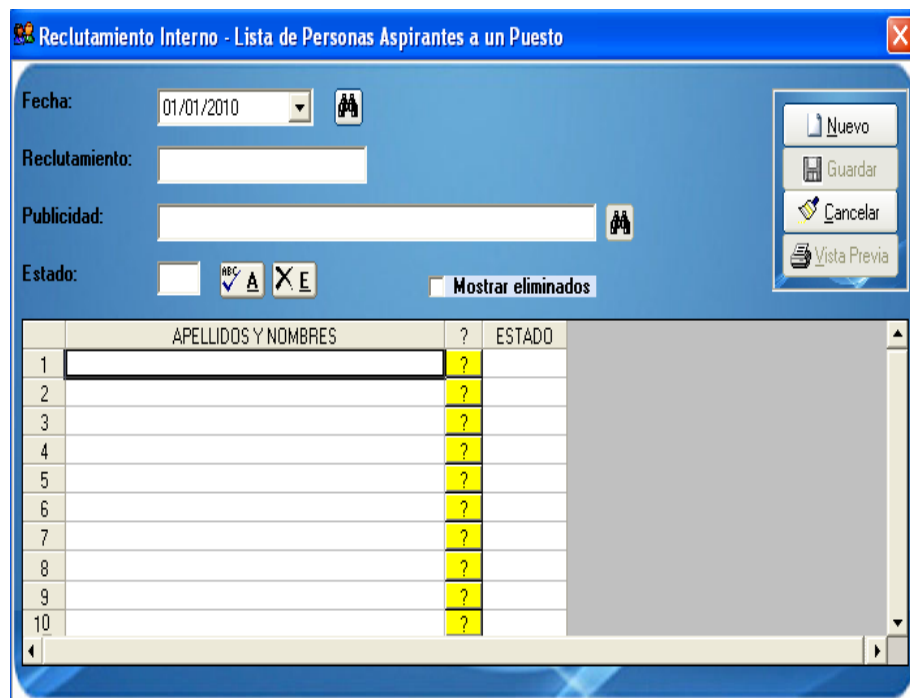 Reclutamiento Interno - Lista de Personas Aspirantes a un Puesto
Fecha: 01/01/2010
Nuevo
Reclutamiento:
Guardar
Publicidad:
Cancelar
Vista Previa
Estado: ABC A E Mostrar eliminados
APELLIDOS Y NOMBRES ? ESTADO
1 ?
2 ?
3 ?
4 ?
5 ?
6 ?
7 ?
8 ?
9 ?
10 ?